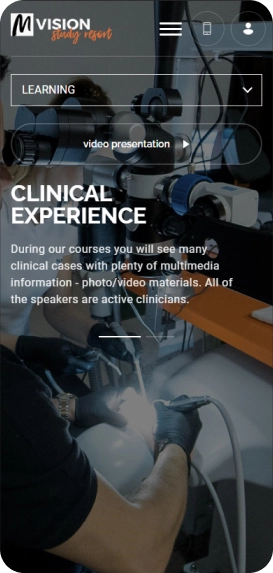 M VISION
study resort
LEARNING
video presentation
CLINICAL
EXPERIENCE
During our courses you will see many
clinical cases with plenty of multimedia
information - photo/video materials. All of
the speakers are active clinicians.